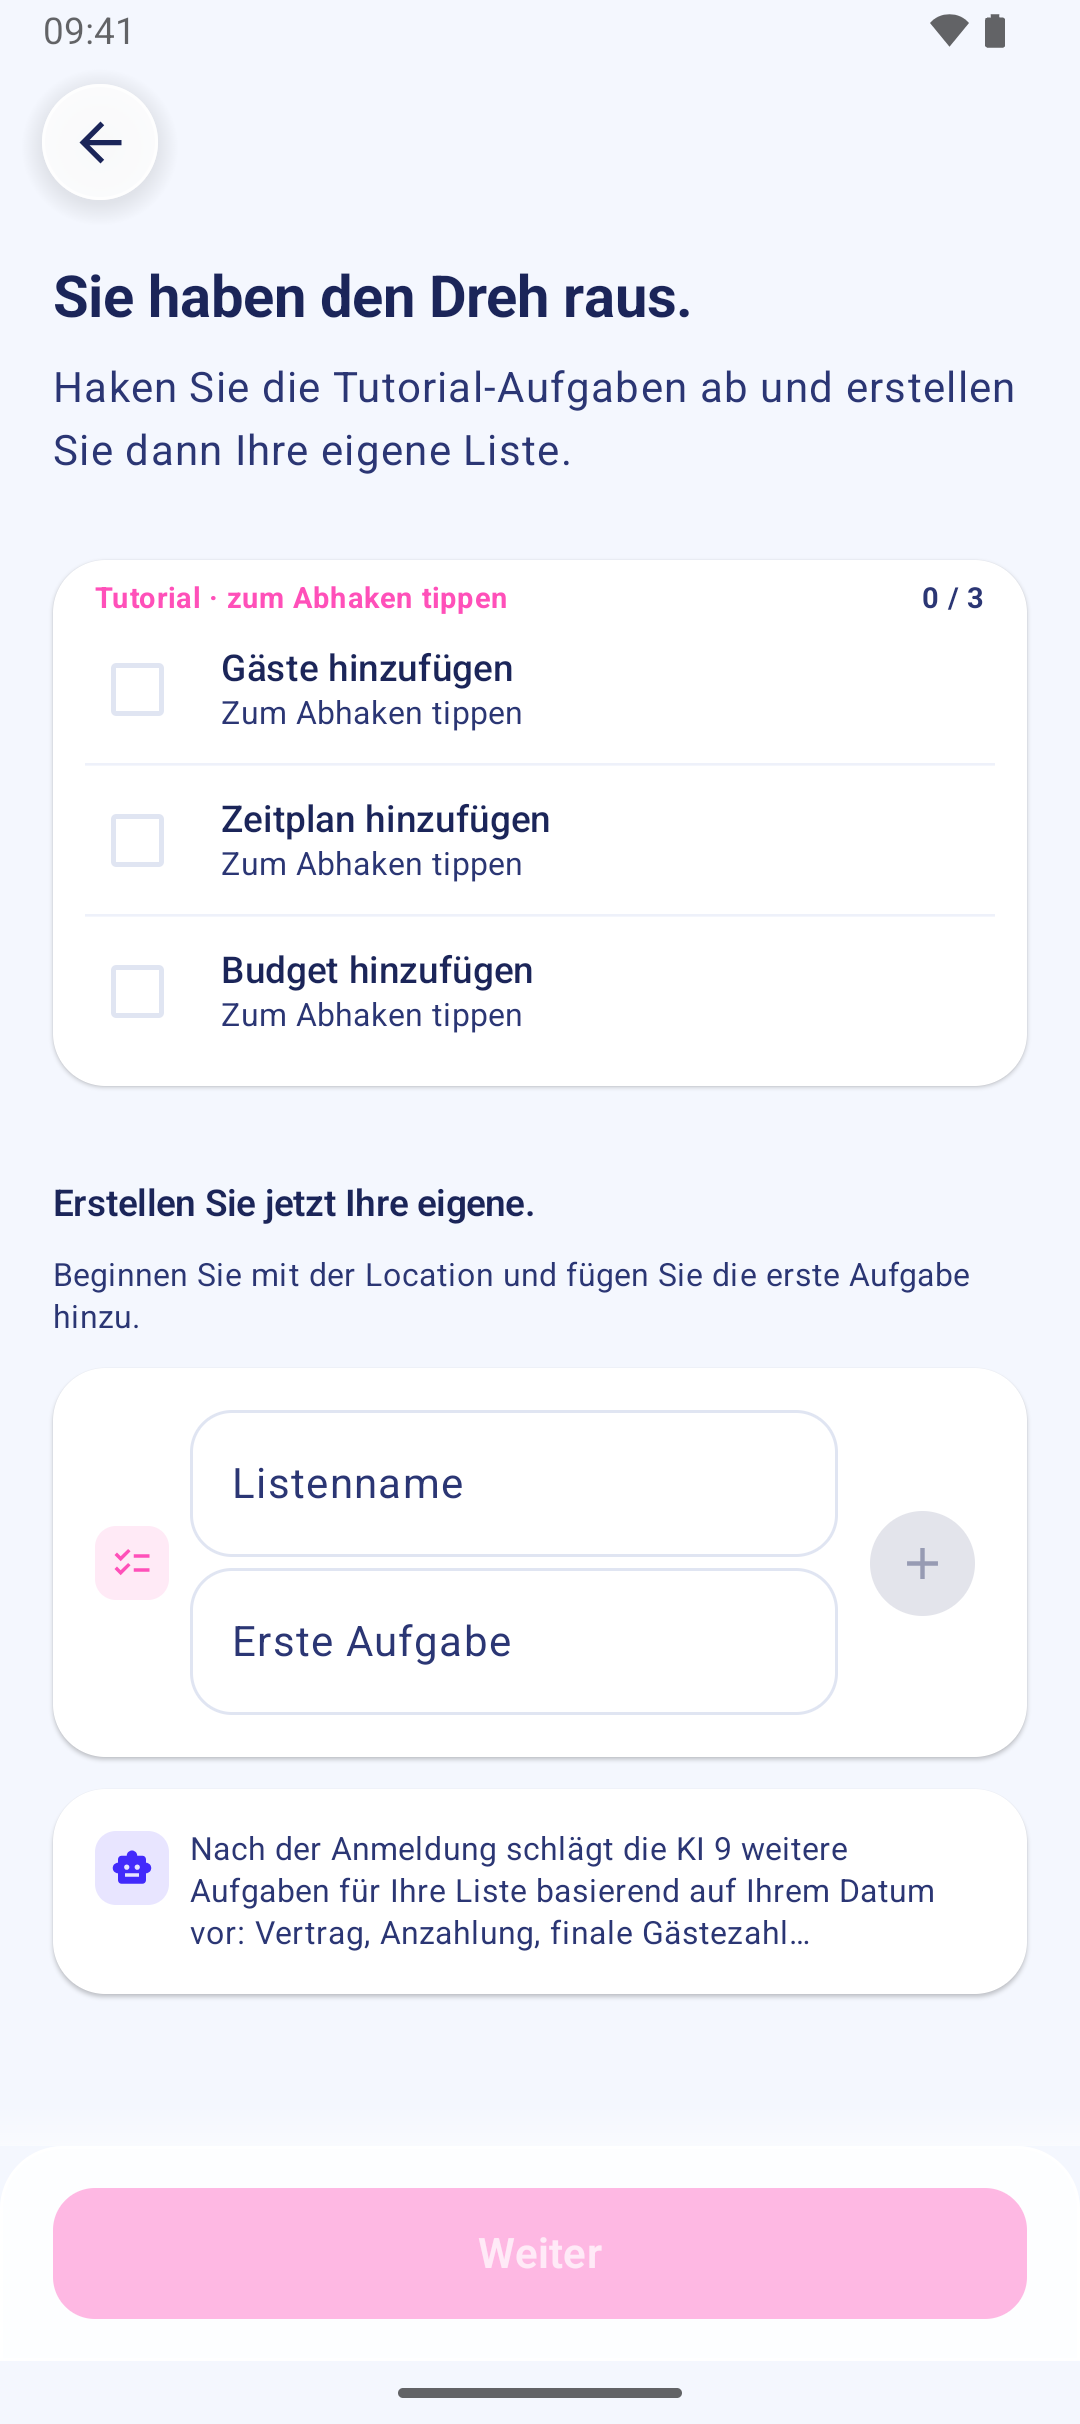 09:41
Sie haben den Dreh raus.
Haken Sie die Tutorial-Aufgaben ab und erstellen
Sie dann Ihre eigene Liste.
Tutorial · zum Abhaken tippen 0 / 3
Gäste hinzufügen
Zum Abhaken tippen
Zeitplan hinzufügen
Zum Abhaken tippen
Budget hinzufügen
Zum Abhaken tippen
Erstellen Sie jetzt Ihre eigene.
Beginnen Sie mit der Location und fügen Sie die erste Aufgabe
hinzu.
Listenname
Erste Aufgabe
Nach der Anmeldung schlägt die KI 9 weitere
Aufgaben für Ihre Liste basierend auf Ihrem Datum
vor: Vertrag, Anzahlung, finale Gästezahl…
Weiter